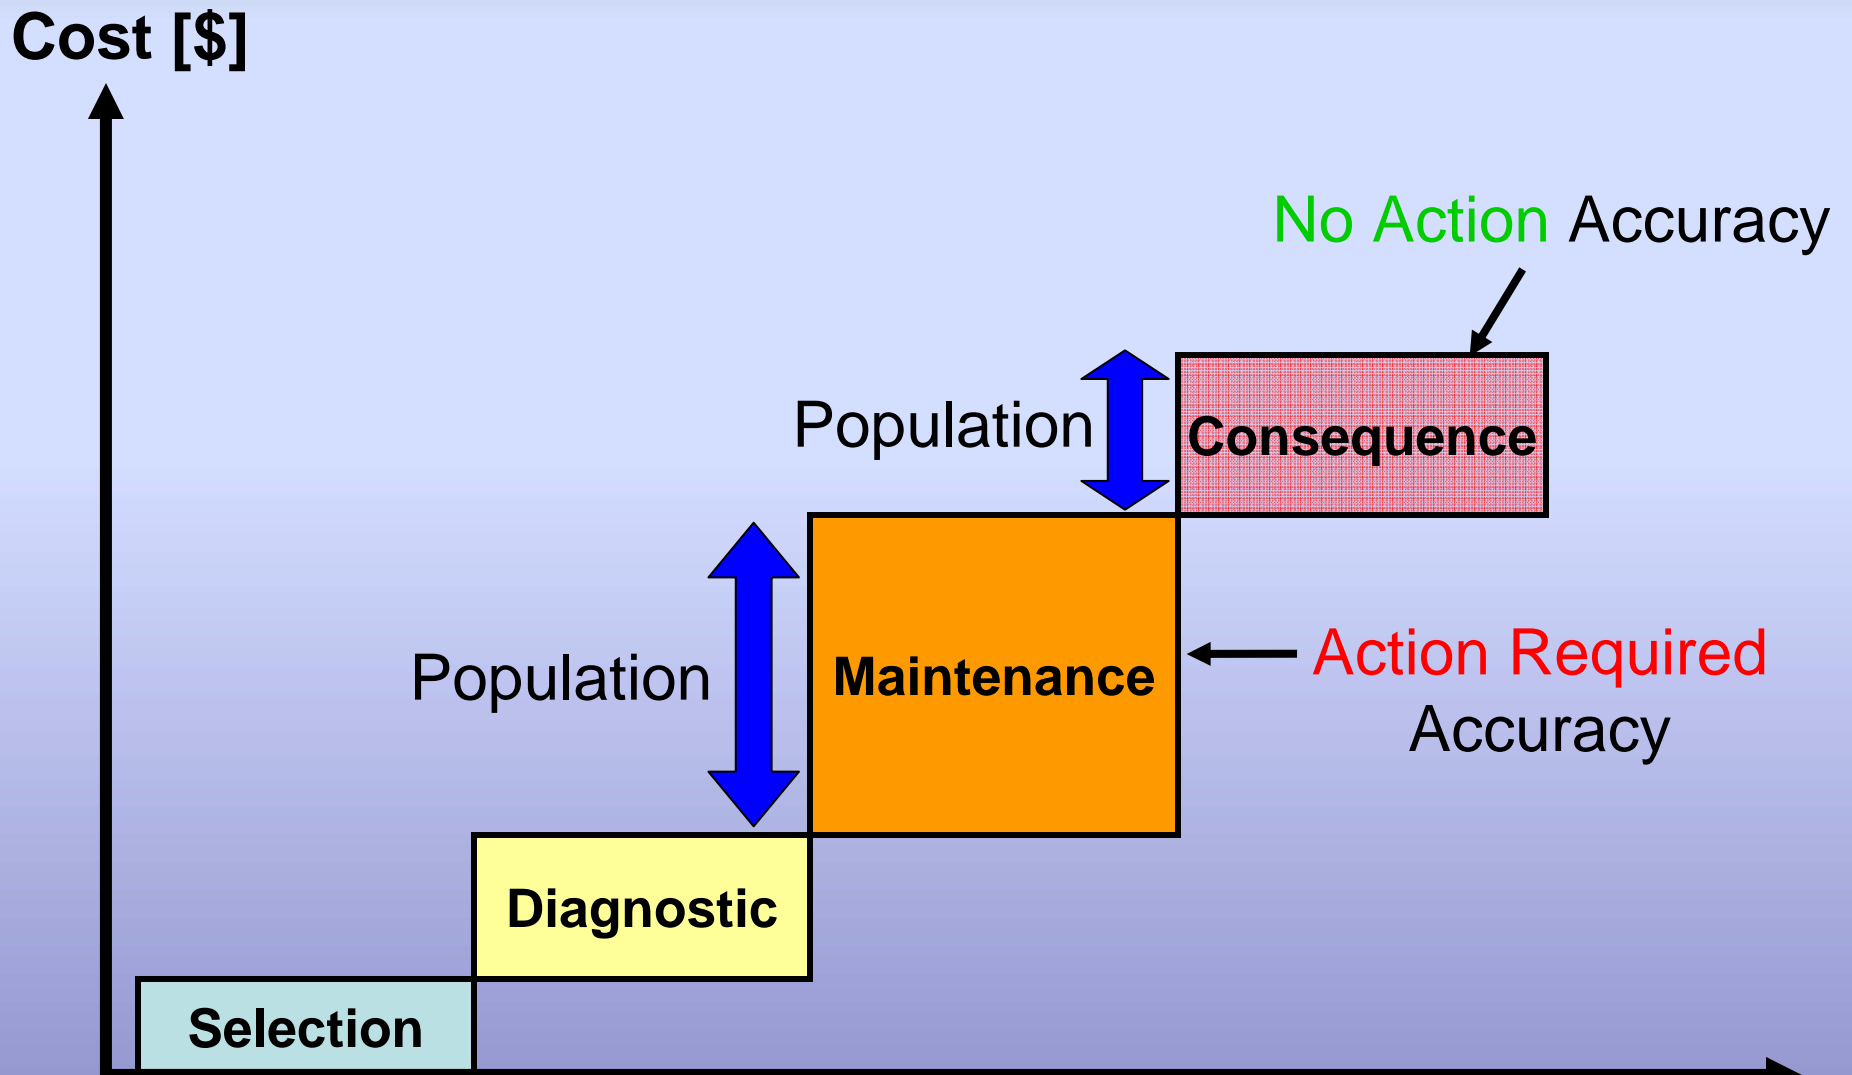 Cost [$]
No Action Accuracy
Population
Consequence
Population
Maintenance
Action Required
Accuracy
Diagnostic
Selection